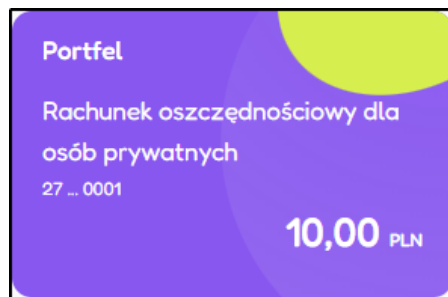 Portfel
Rachunek oszczędnościowy dla
osób prywatnych
27 ... 0001
10,00 PLN